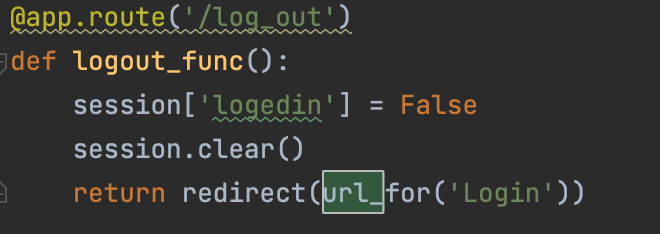 @app.route('/log_out')
def logout_func():
    session['logedin'] = False
    session.clear()
    return redirect(url_for('Login'))